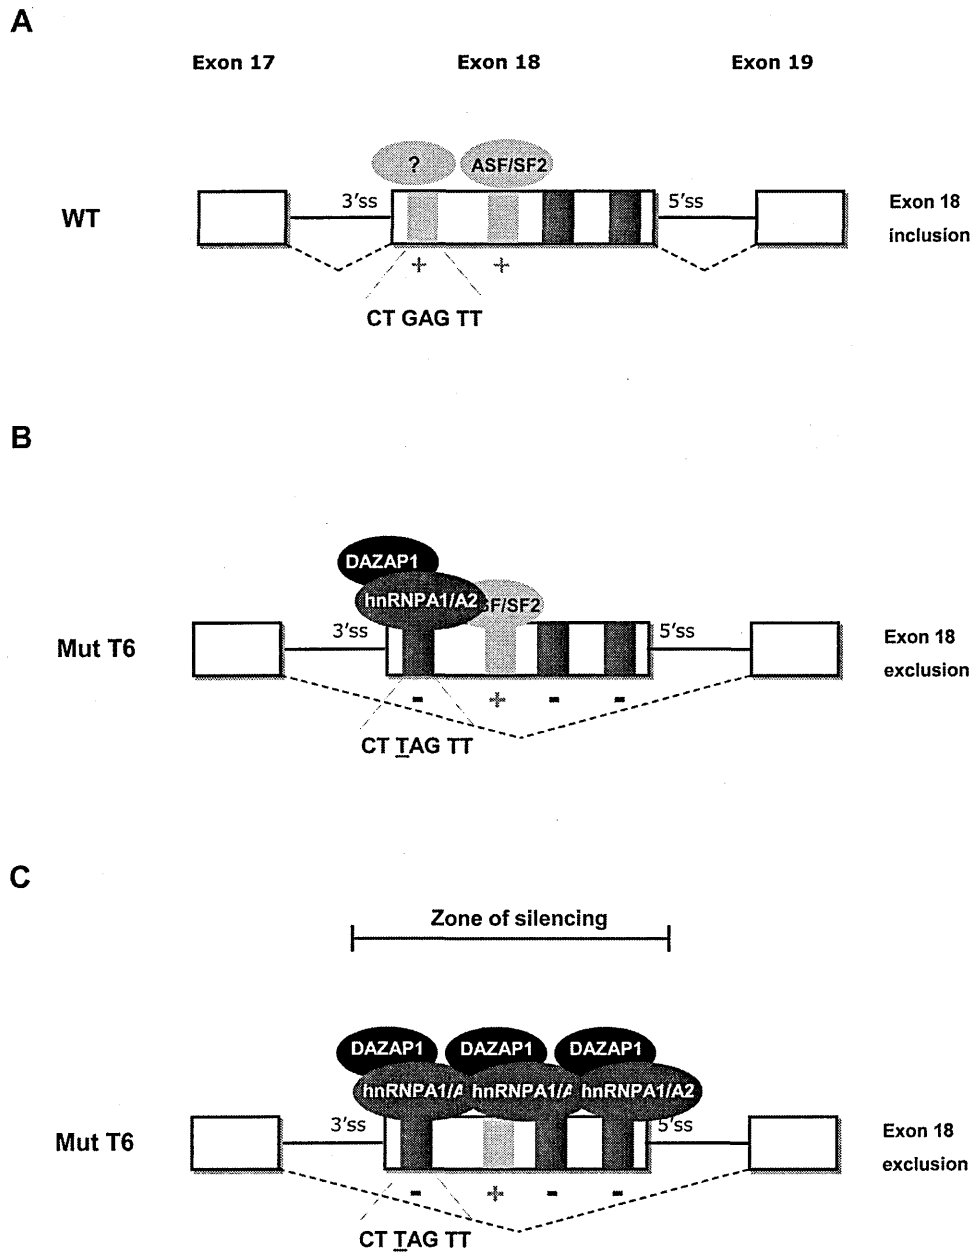 A
Exon 17 Exon 18 Exon 19
? ASF/SF2
WT 3'ss 5'ss Exon 18
inclusion
+ +
CT GAG TT
B
DAZAP1
hnRNPA1/A2 SF/SF2
Mut T6 3'ss 5'ss Exon 18
exclusion
- + - -
CT TAG TT
C
Zone of silencing
DAZAP1 DAZAP1 DAZAP1
hnRNPA1/A hnRNPA1/A hnRNPA1/A2
Mut T6 3'ss 5'ss Exon 18
exclusion
- + - -
CT TAG TT